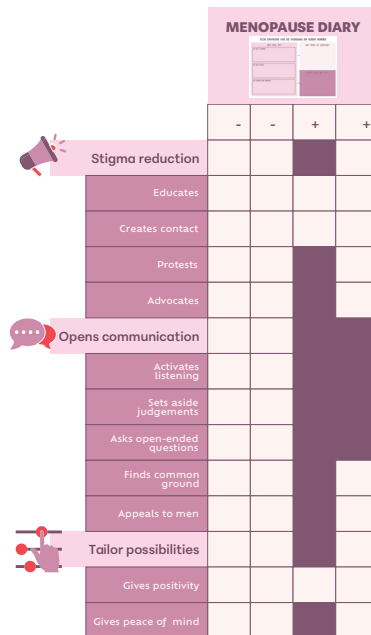 MENOPAUSE DIARY
- - + +
Stigma reduction
Educates
Creates contact
Protests
Advocates
Opens communication
Activates
listening
Sets aside
judgements
Asks open-ended
questions
Finds common
ground
Appeals to men
Tailor possibilities
Gives positivity
Gives peace of mind